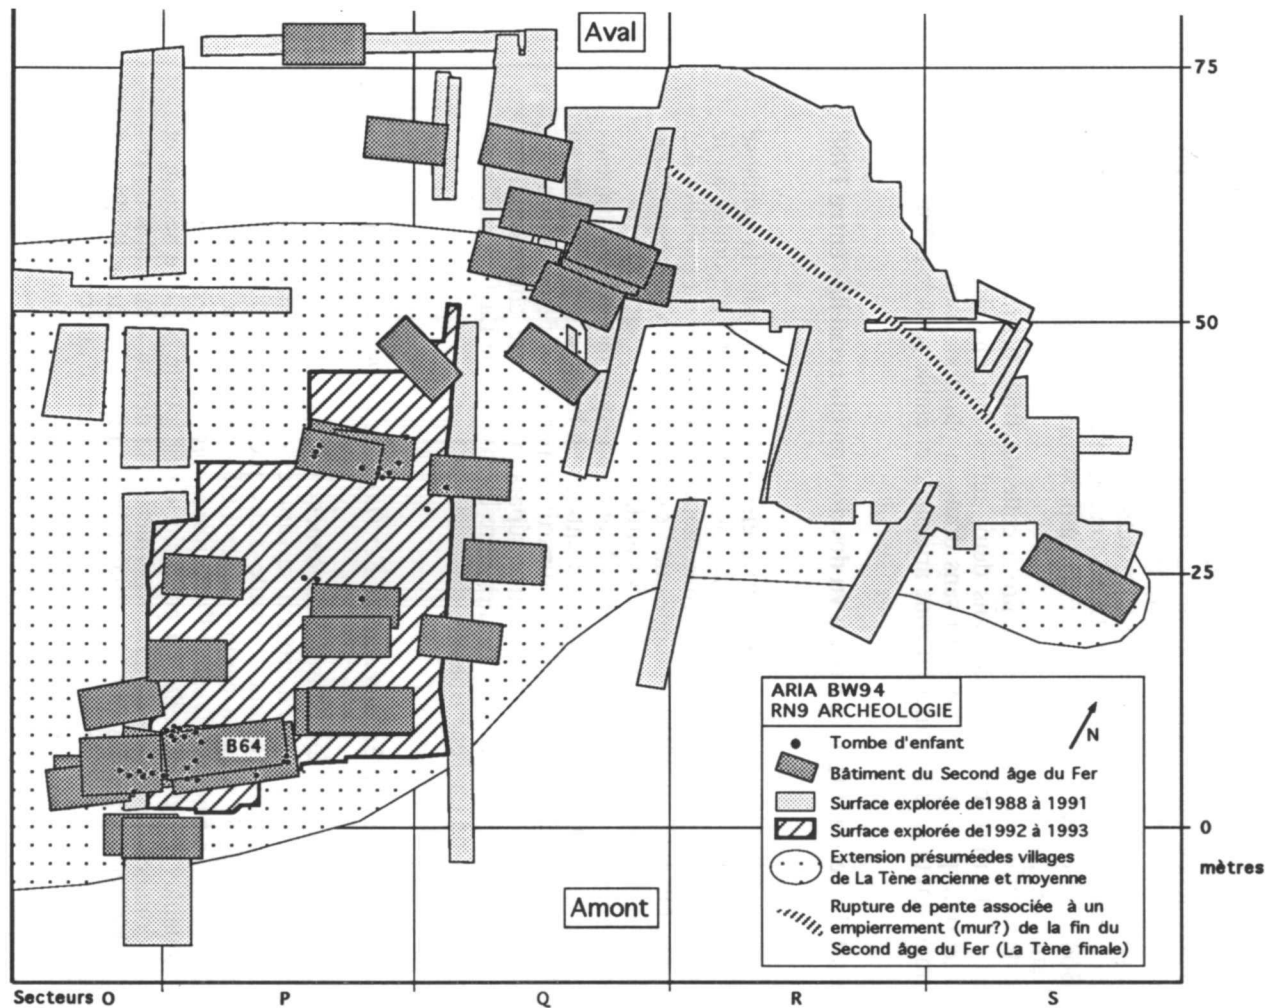 Aval
75
50
25
0
mètres
B64
Amont
ARIA BW94
RN9 ARCHEOLOGIE
N
Tombe d'enfant
Bâtiment du Second âge du Fer
Surface explorée de1988 à 1991
Surface explorée de1992 à 1993
Extension présuméedes villages
de La Tène ancienne et moyenne
Rupture de pente associée à un
empierrement (mur?) de la fin du
Second âge du Fer (La Tène finale)
Secteurs O P Q R S